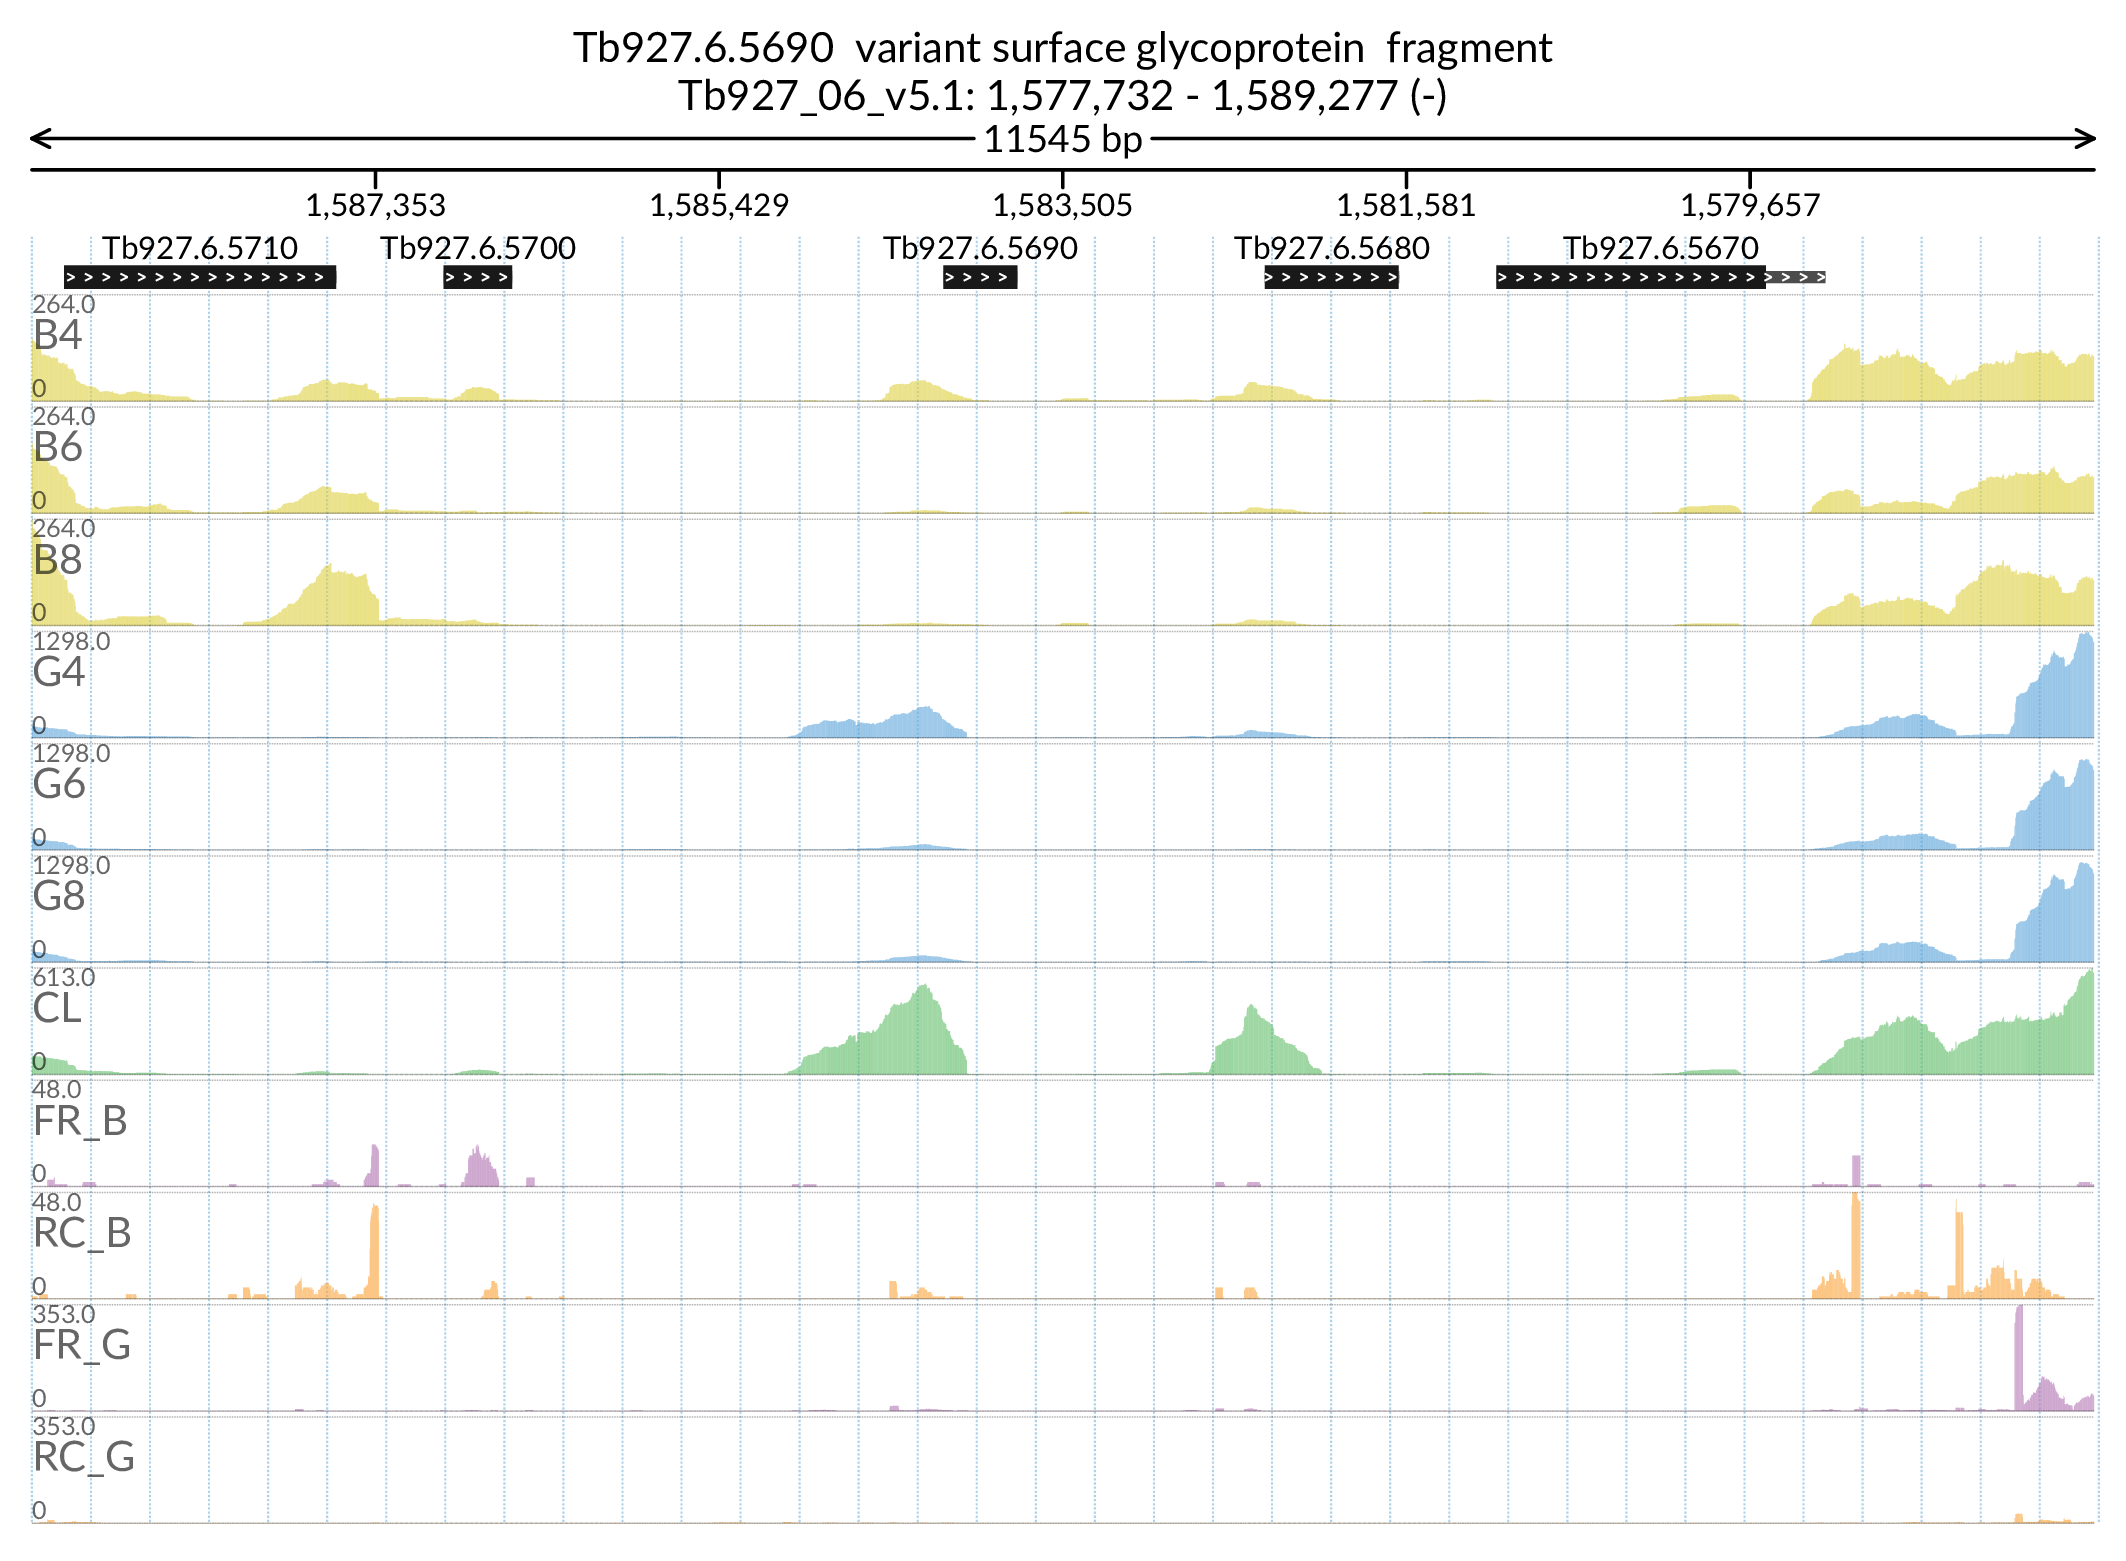 Tb927.6.5690 variant surface glycoprotein fragment
Tb927_06_v5.1: 1,577,732 - 1,589,277 (-)
11545 bp
1,587,353 1,585,429 1,583,505 1,581,581 1,579,657
Tb927.6.5710 Tb927.6.5700 Tb927.6.5690 Tb927.6.5680 Tb927.6.5670
264.0
B4
0
264.0
B6
0
264.0
B8
0
1298.0
G4
0
1298.0
G6
0
1298.0
G8
0
613.0
CL
0
48.0
FR_B
0
48.0
RC_B
0
353.0
FR_G
0
353.0
RC_G
0